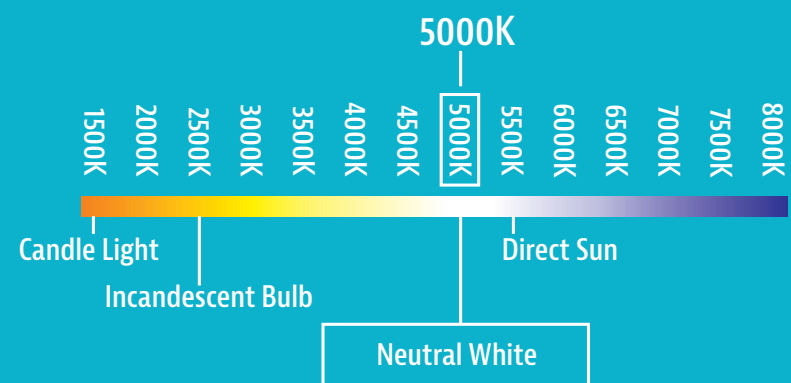 5000K
1500K
2000K
2500K
3000K
3500K
4000K
4500K
5000K
5500K
6000K
6500K
7000K
7500K
8000K
Candle Light
Direct Sun
Incandescent Bulb
Neutral White